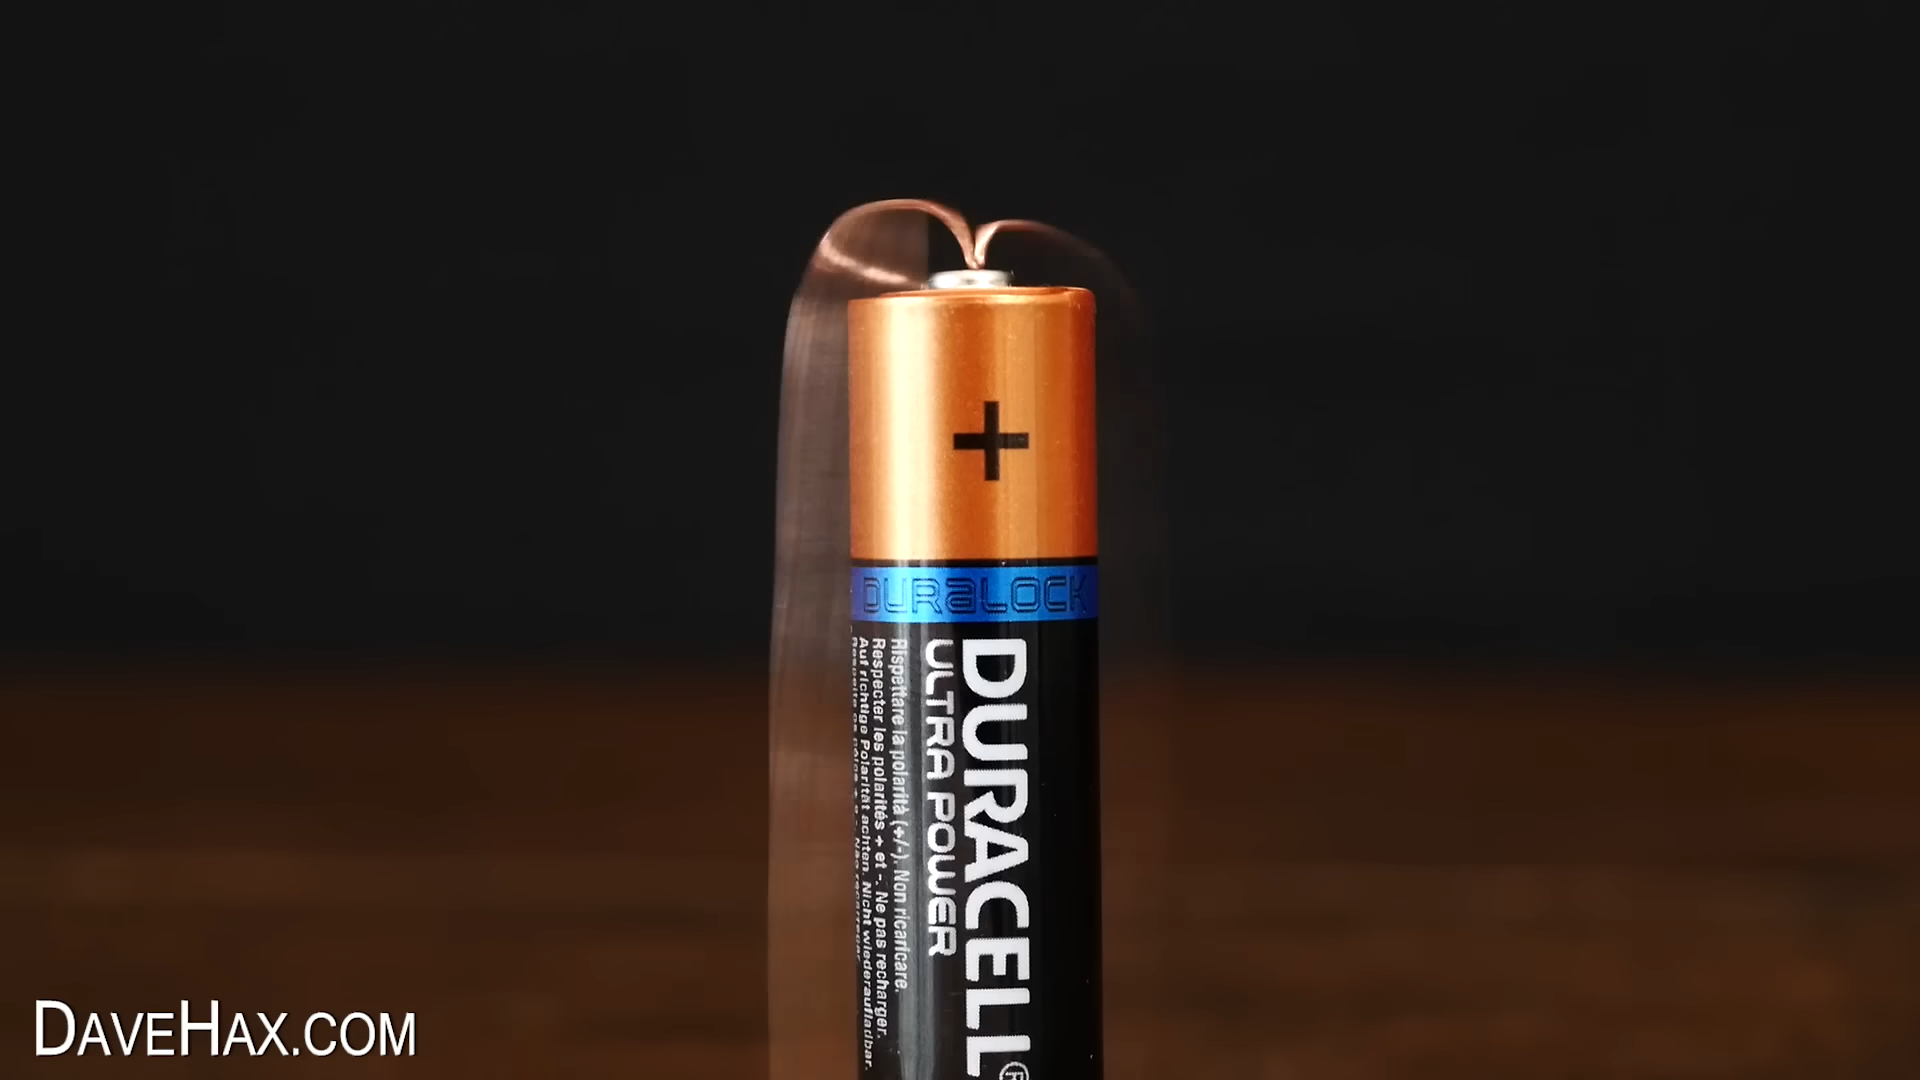 +
DURALOCK
DURACELL®
ULTRA POWER
Rispettare la polarità (+/-). Non ricaricare.
Respecter les polarités + et -. Ne pas recharger.
Auf richtige Polarität achten. Nicht wiederaufladbar.
DAVEHAX.COM